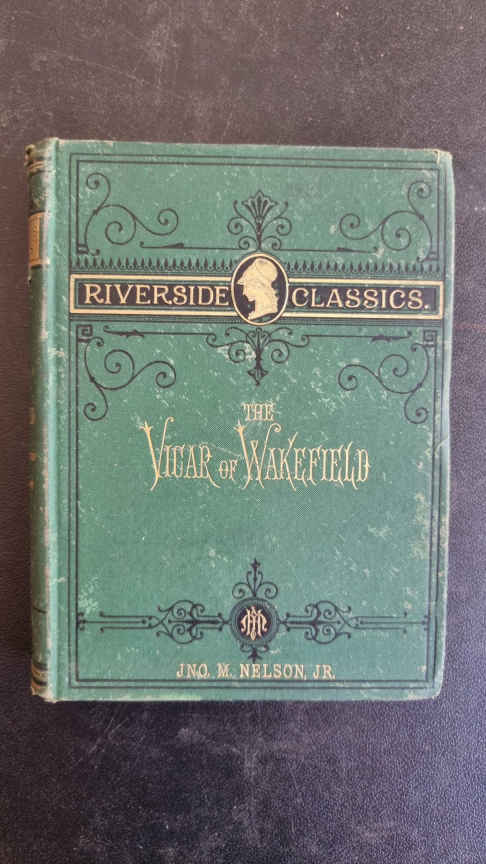 RIVERSIDE CLASSICS.
THE
VICAR OF WAKEFIELD
JNO. M. NELSON, JR.